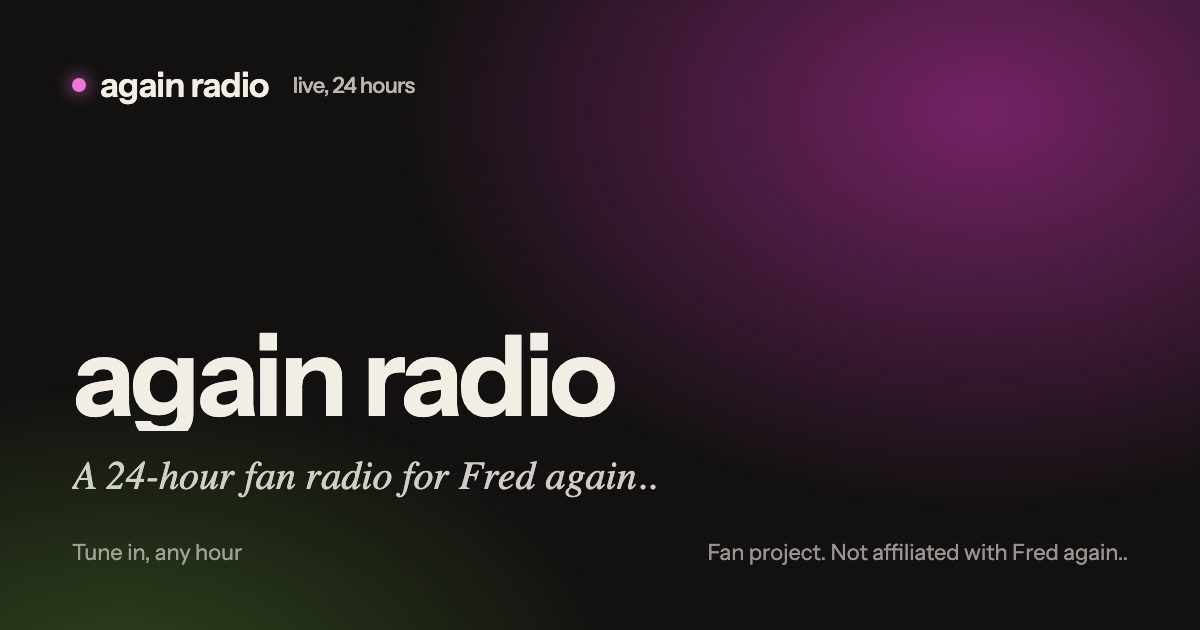 again radio live, 24 hours
again radio
A 24-hour fan radio for Fred again..
Tune in, any hour
Fan project. Not affiliated with Fred again..